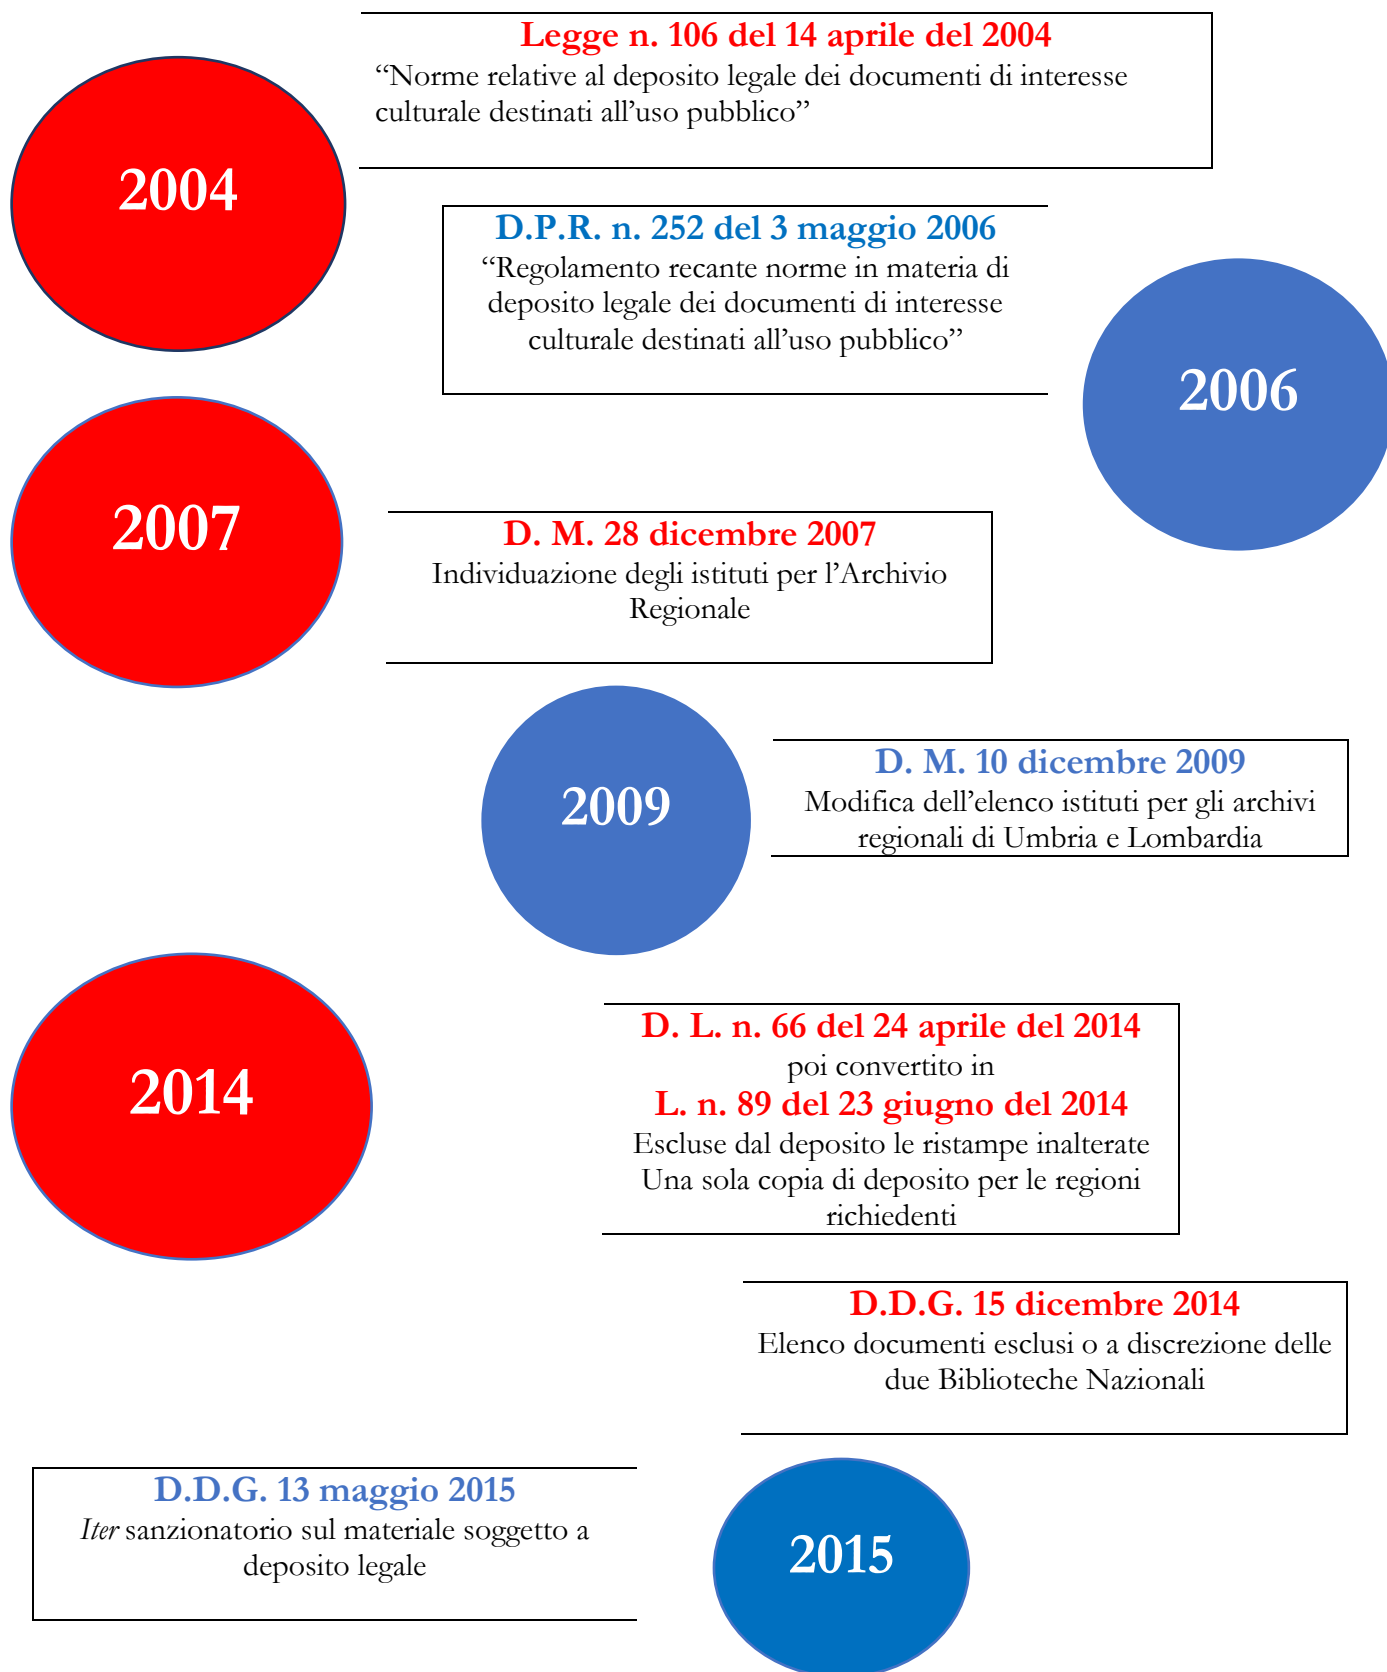 Legge n. 106 del 14 aprile del 2004
“Norme relative al deposito legale dei documenti di interesse
culturale destinati all’uso pubblico”
2004
D.P.R. n. 252 del 3 maggio 2006
“Regolamento recante norme in materia di
deposito legale dei documenti di interesse
culturale destinati all’uso pubblico”
2006
2007
D. M. 28 dicembre 2007
Individuazione degli istituti per l’Archivio
Regionale
2009
D. M. 10 dicembre 2009
Modifica dell’elenco istituti per gli archivi
regionali di Umbria e Lombardia
2014
D. L. n. 66 del 24 aprile del 2014
poi convertito in
L. n. 89 del 23 giugno del 2014
Escluse dal deposito le ristampe inalterate
Una sola copia di deposito per le regioni
richiedenti
D.D.G. 15 dicembre 2014
Elenco documenti esclusi o a discrezione delle
due Biblioteche Nazionali
D.D.G. 13 maggio 2015
Iter sanzionatorio sul materiale soggetto a
deposito legale
2015